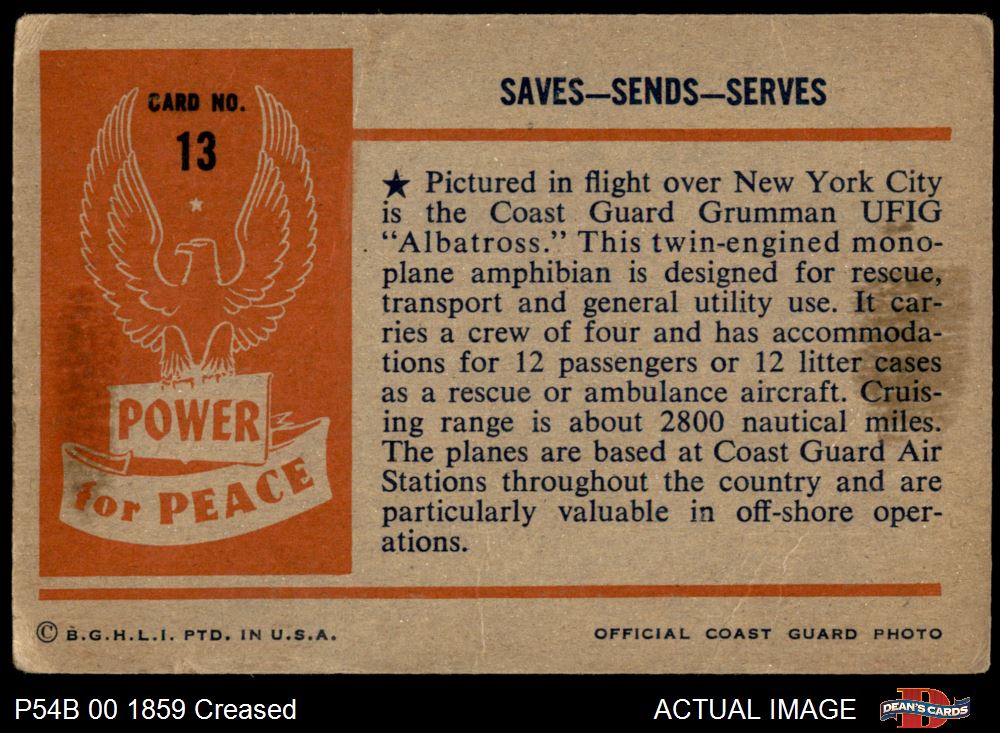 CARD NO.
13
POWER
for PEACE
SAVES—SENDS—SERVES
★ Pictured in flight over New York City
is the Coast Guard Grumman UFIG
“Albatross.” This twin-engined mono-
plane amphibian is designed for rescue,
transport and general utility use. It car-
ries a crew of four and has accommoda-
tions for 12 passengers or 12 litter cases
as a rescue or ambulance aircraft. Cruis-
ing range is about 2800 nautical miles.
The planes are based at Coast Guard Air
Stations throughout the country and are
particularly valuable in off-shore oper-
ations.
© B.G.H.L.I. PTD. IN U.S.A.
OFFICIAL COAST GUARD PHOTO
P54B 00 1859 Creased
ACTUAL IMAGE
D
DEAN'S CARDS